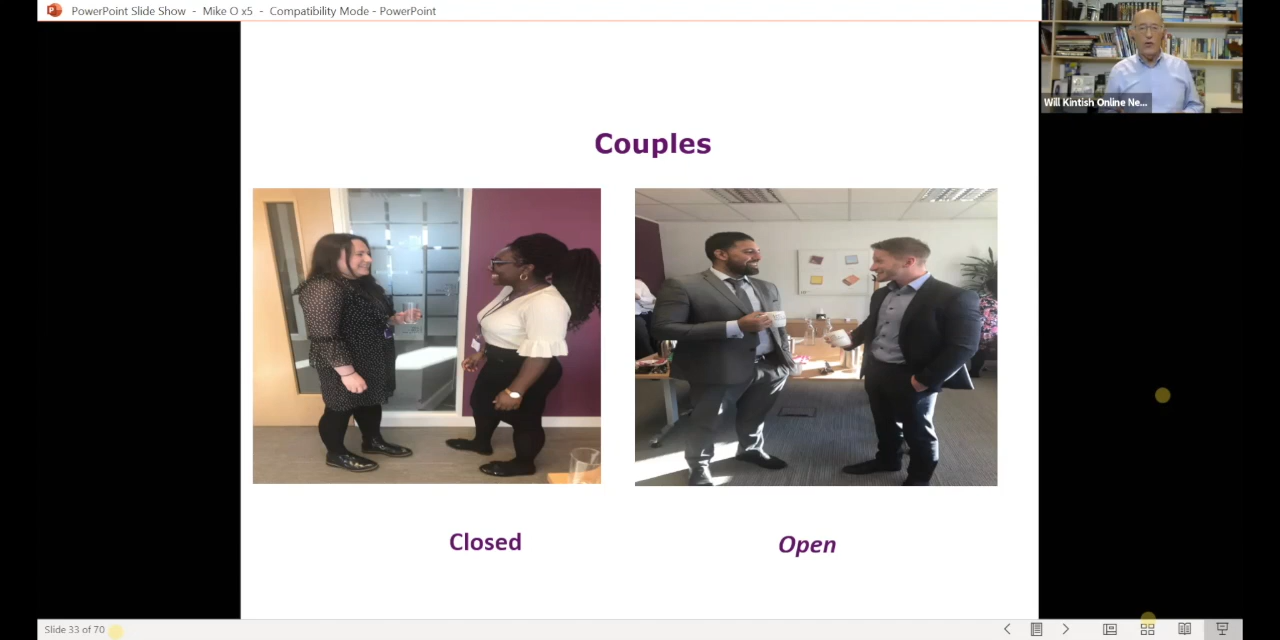 PowerPoint Slide Show - Mike O x5 - Compatibility Mode - PowerPoint
Will Kintish Online Ne...
Couples
Closed
Open
Slide 33 of 70